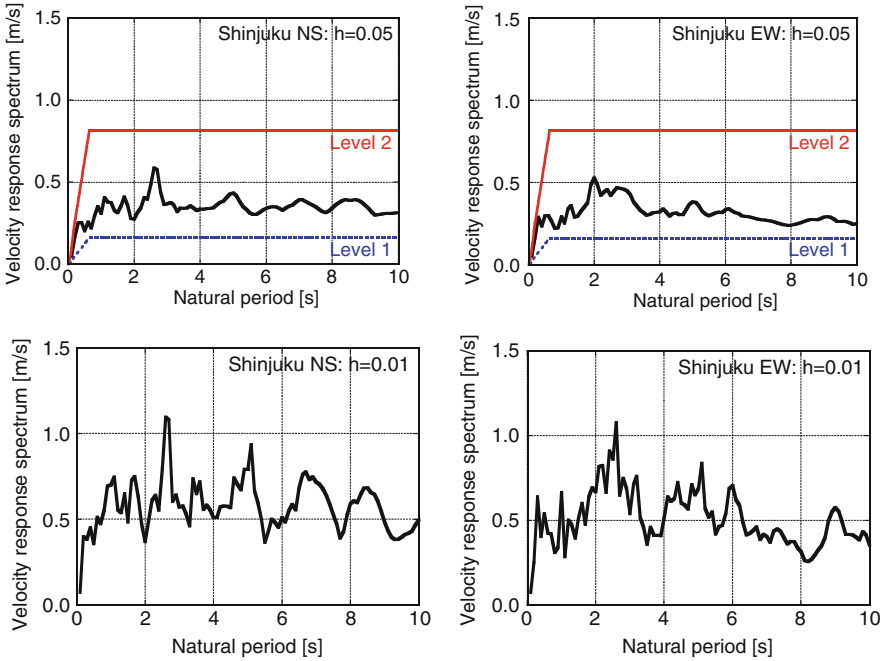 Velocity response spectrum [m/s]
1.5
1.0
0.5
0.0
Shinjuku NS: h=0.05
Level 2
Level 1
0 2 4 6 8 10
Natural period [s]
Velocity response spectrum [m/s]
1.5
1.0
0.5
0.0
Shinjuku EW: h=0.05
Level 2
Level 1
0 2 4 6 8 10
Natural period [s]
Velocity response spectrum [m/s]
1.5
1.0
0.5
0.0
Shinjuku NS: h=0.01
0 2 4 6 8 10
Natural period [s]
Velocity response spectrum [m/s]
1.5
1.0
0.5
0.0
Shinjuku EW: h=0.01
0 2 4 6 8 10
Natural period [s]